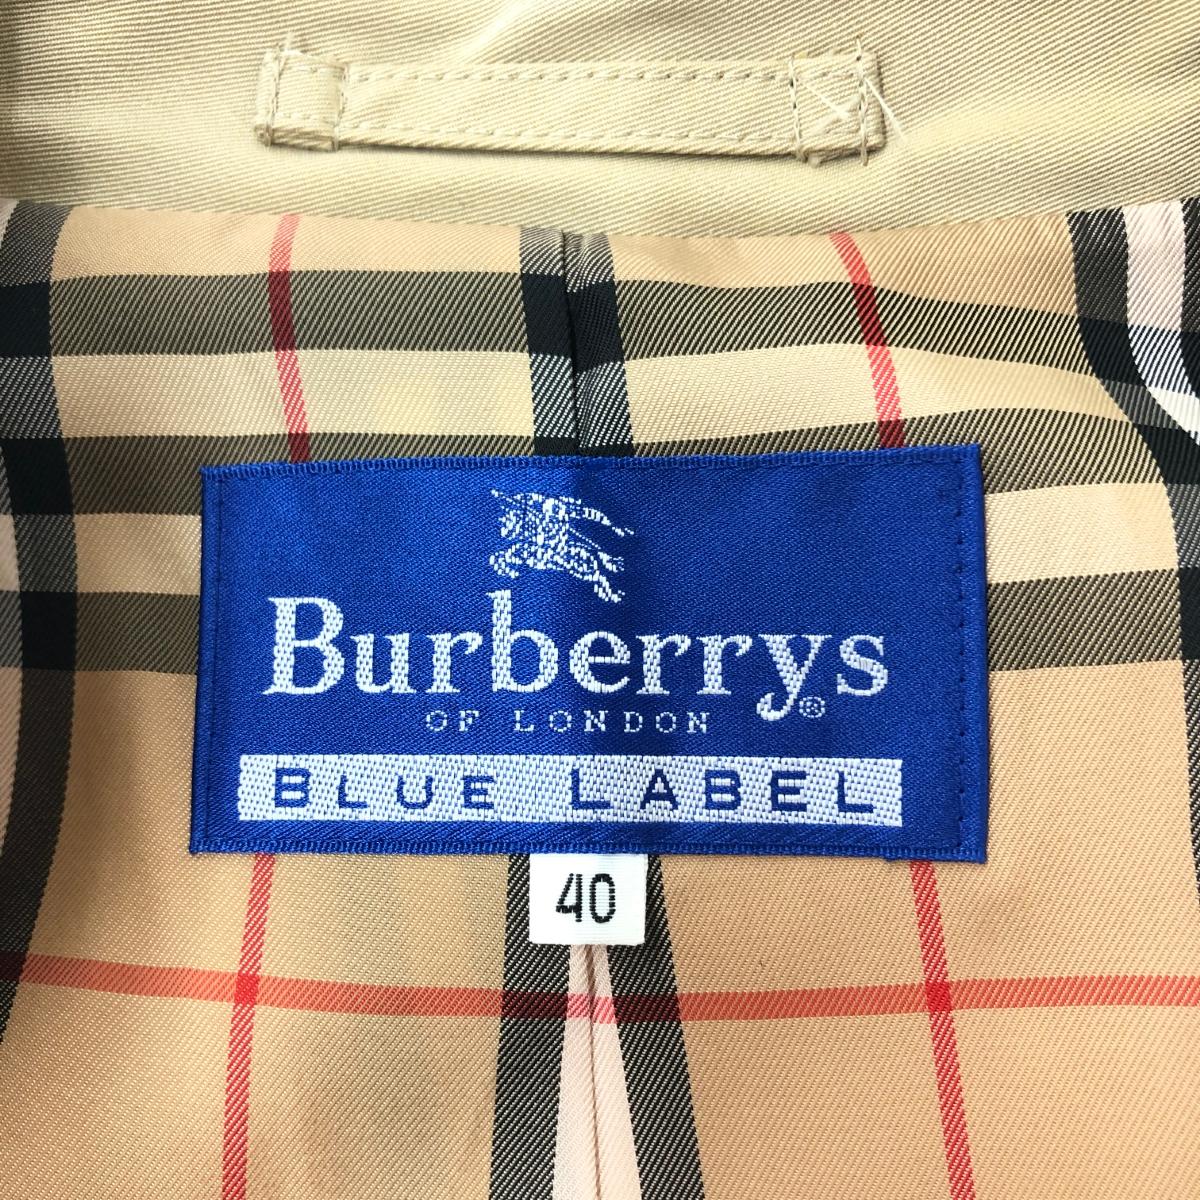 Burberrys®
OF LONDON
BLUE LABEL
40